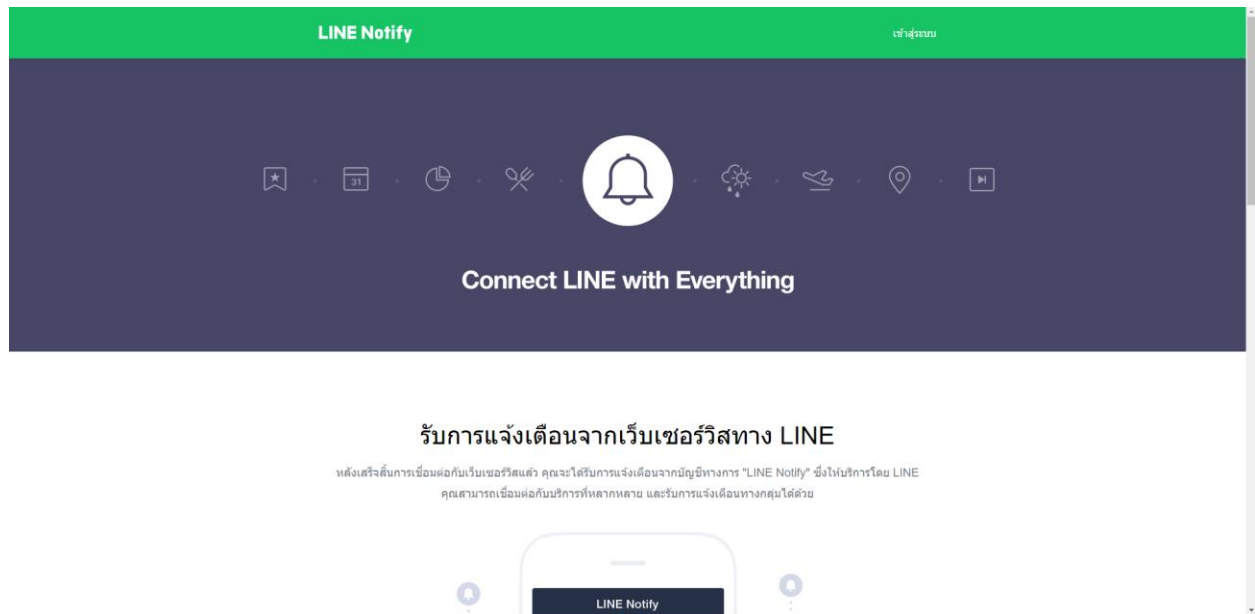 LINE Notify
เข้าสู่ระบบ
31
Connect LINE with Everything
รับการแจ้งเตือนจากเว็บเซอร์วิสทาง LINE
หลังเสร็จสิ้นการเชื่อมต่อกับเว็บเซอร์วิสแล้ว คุณจะได้รับการแจ้งเตือนจากบัญชีทางการ "LINE Notify" ซึ่งให้บริการโดย LINE
คุณสามารถเชื่อมต่อกับบริการที่หลากหลาย และรับการแจ้งเตือนทางกลุ่มได้ด้วย
LINE Notify